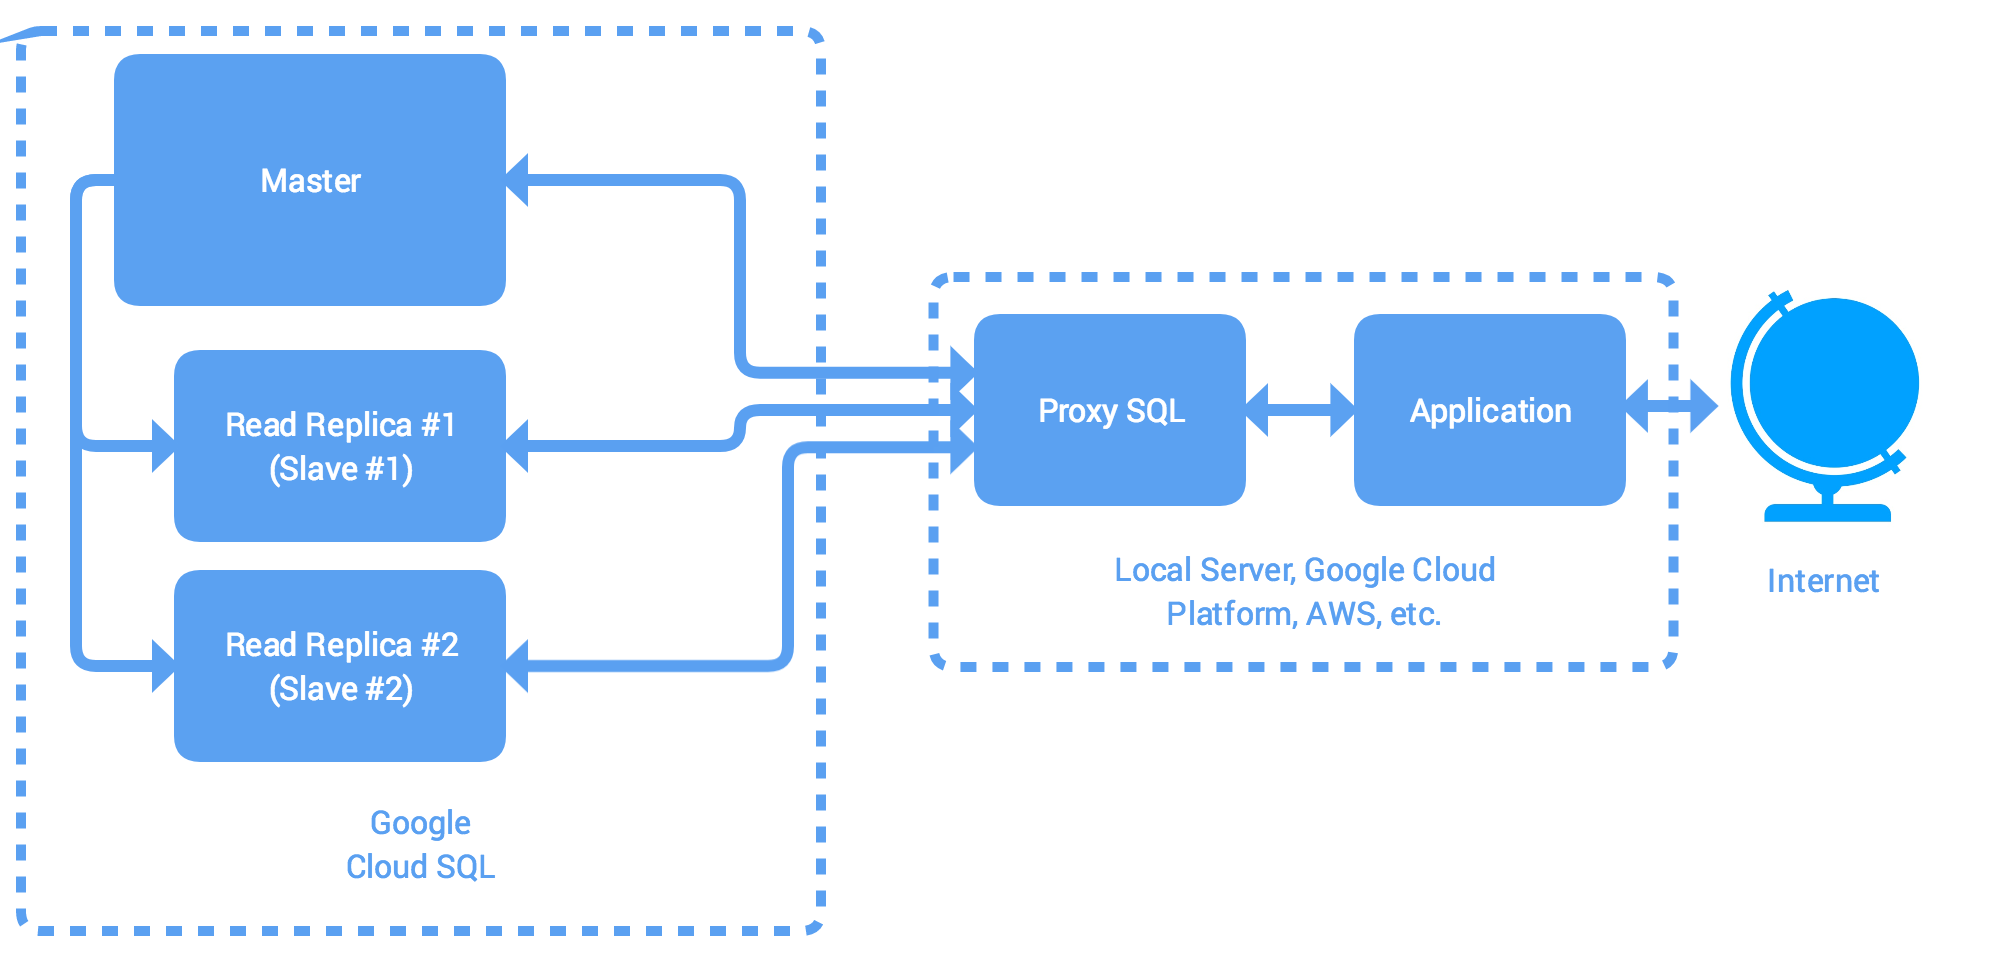 Master
Read Replica #1
(Slave #1)
Read Replica #2
(Slave #2)
Google
Cloud SQL
Proxy SQL
Application
Local Server, Google Cloud
Platform, AWS, etc.
Internet